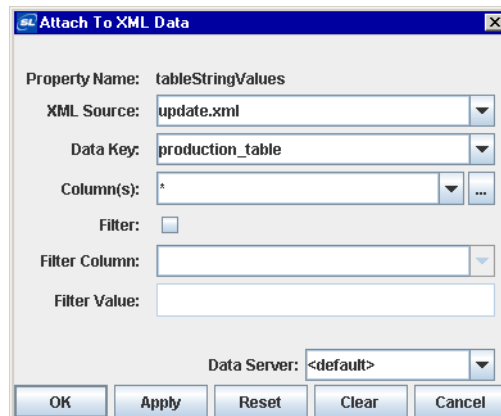 SL Attach To XML Data
Property Name: tableStringValues
XML Source: update.xml
Data Key: production_table
Column(s): * ...
Filter:
Filter Column:
Filter Value:
Data Server: <default>
OK Apply Reset Clear Cancel